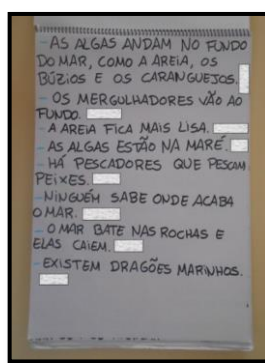 - AS ALGAS ANDAM NO FUNDO
DO MAR, COMO A AREIA, OS
BÚZIOS E OS CARANGUEJOS.
- OS MERGULHADORES VÃO AO
FUNDO.
- A AREIA FICA MAIS LISA.
- AS ALGAS ESTÃO NA MARÉ.
- HÁ PESCADORES QUE PESCAM
PEIXES.
- NINGUÉM SABE ONDE ACABA
O MAR.
- O MAR BATE NAS ROCHAS E
ELAS CAIEM.
- EXISTEM DRAGÕES MARINHOS.